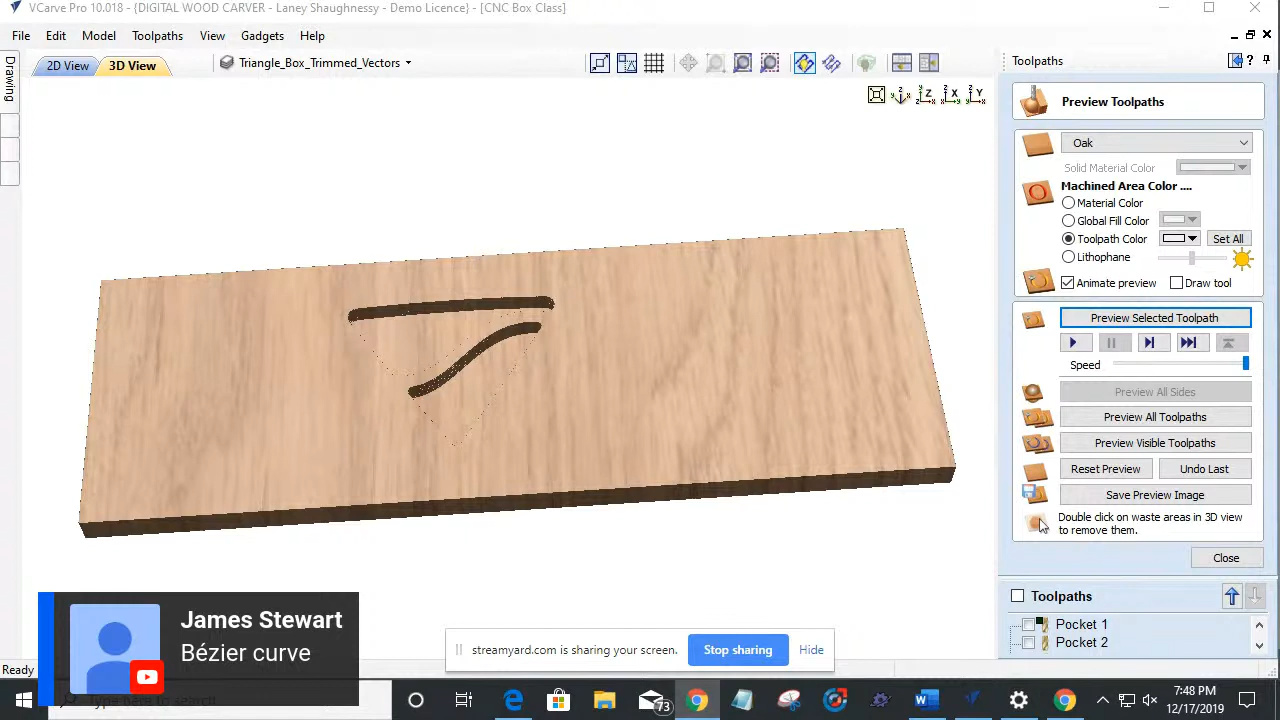 VCarve Pro 10.018 - {DIGITAL WOOD CARVER - Laney Shaughnessy - Demo Licence} - [CNC Box Class]
File Edit Model Toolpaths View Gadgets Help
Drawing
2D View 3D View Triangle_Box_Trimmed_Vectors
Z X Y
Toolpaths
Preview Toolpaths
Oak
Solid Material Color
Machined Area Color ....
Material Color
Global Fill Color
Toolpath Color Set All
Lithophane
Animate preview Draw tool
Preview Selected Toolpath
Speed
Preview All Sides
Preview All Toolpaths
Preview Visible Toolpaths
Reset Preview Undo Last
Save Preview Image
Double click on waste areas in 3D view
to remove them.
Close
Toolpaths
Pocket 1
Pocket 2
James Stewart
Bézier curve
streamyard.com is sharing your screen. Stop sharing Hide
Ready
Type here to search
73
7:48 PM
12/17/2019